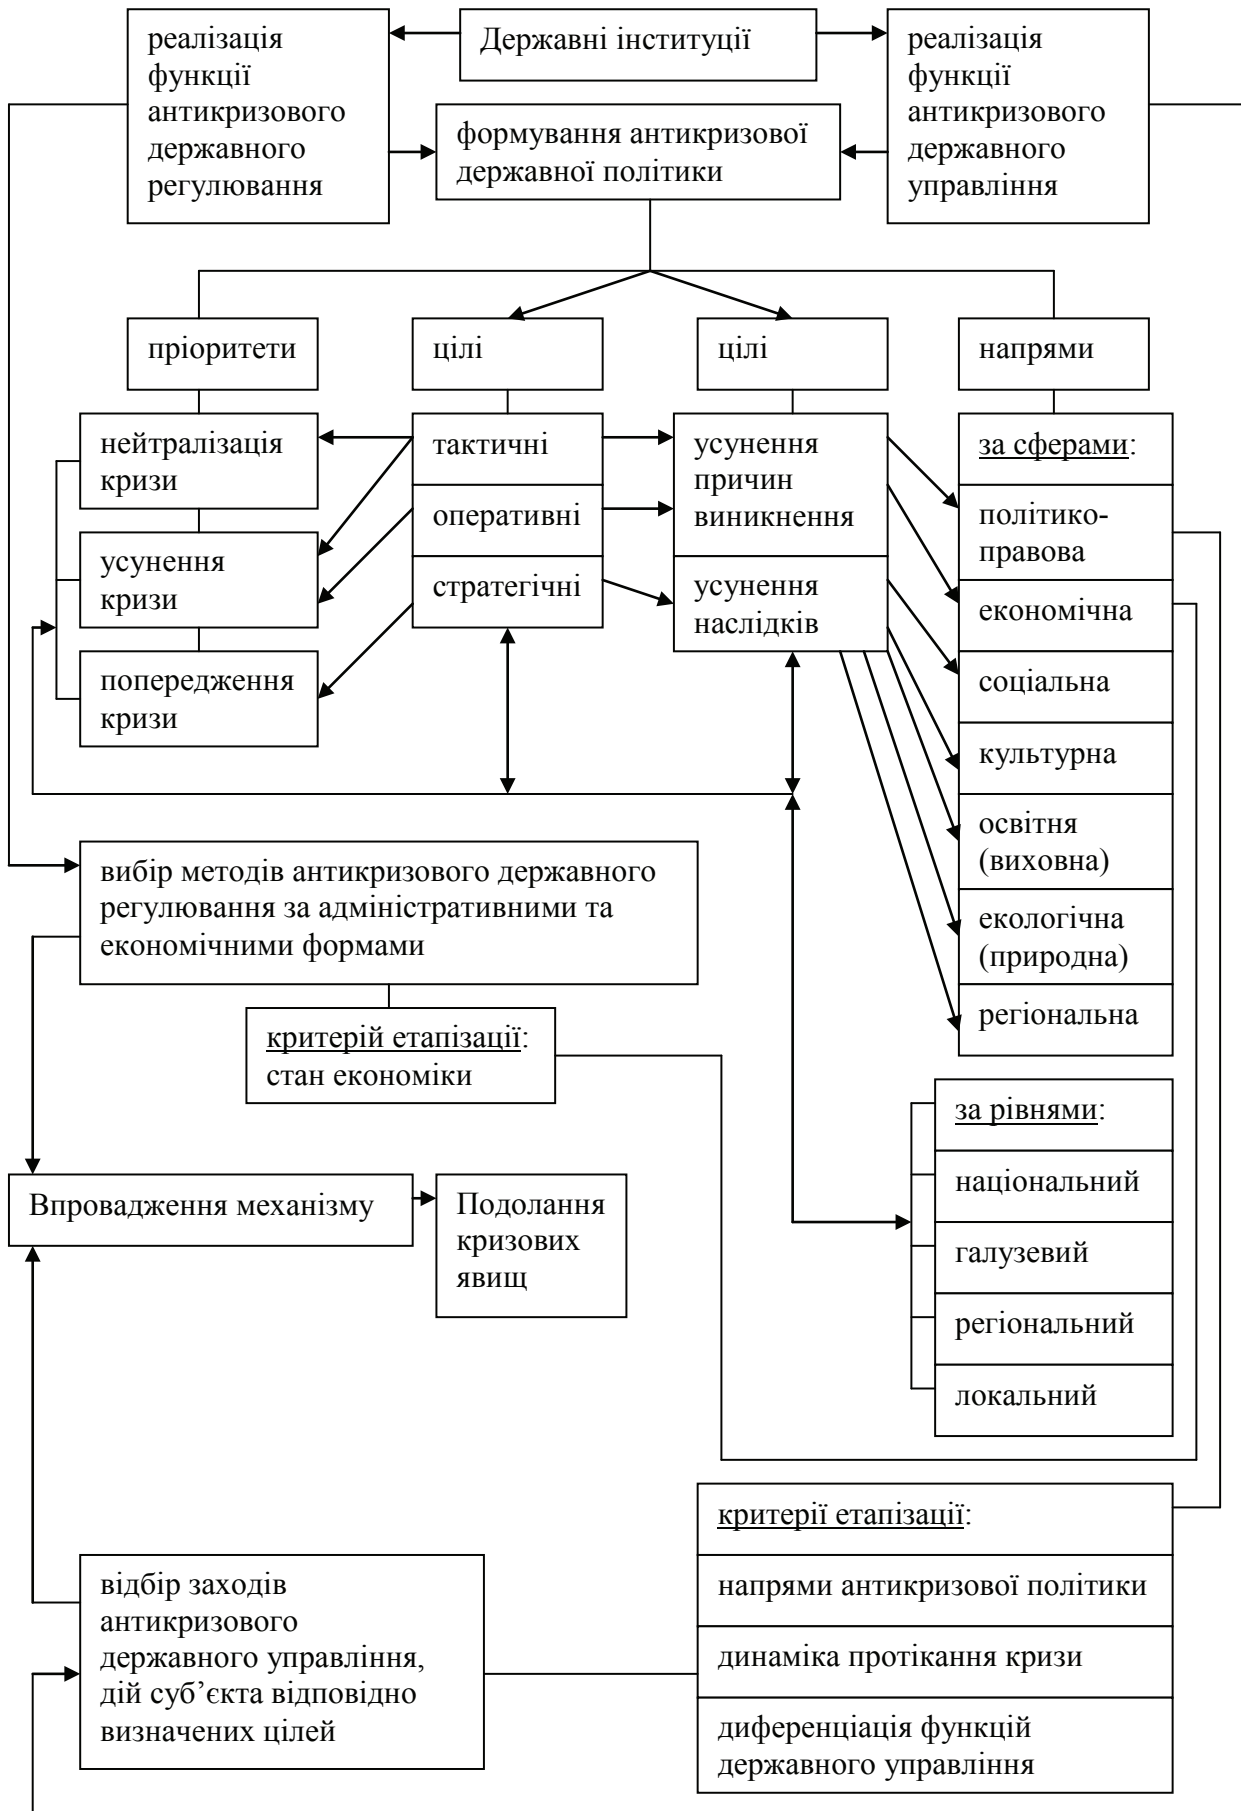 реалізація
функції
антикризового
державного
регулювання
Державні інституції
реалізація
функції
антикризового
державного
управління
формування антикризової
державної політики
пріоритети
цілі
цілі
напрями
нейтралізація
кризи
усунення
кризи
попередження
кризи
тактичні
оперативні
стратегічні
усунення
причин
виникнення
усунення
наслідків
за сферами:
політико-
правова
економічна
соціальна
культурна
освітня
(виховна)
екологічна
(природна)
регіональна
вибір методів антикризового державного
регулювання за адміністративними та
економічними формами
критерій етапізації:
стан економіки
за рівнями:
національний
галузевий
регіональний
локальний
Впровадження механізму
Подолання
кризових
явищ
критерії етапізації:
напрями антикризової політики
динаміка протікання кризи
диференціація функцій
державного управління
відбір заходів
антикризового
державного управління,
дій суб’єкта відповідно
визначених цілей